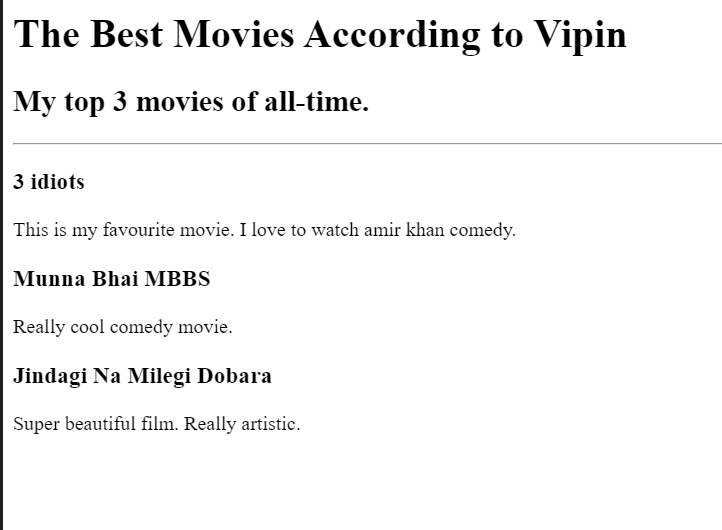 The Best Movies According to Vipin
My top 3 movies of all-time.
3 idiots
This is my favourite movie. I love to watch amir khan comedy.
Munna Bhai MBBS
Really cool comedy movie.
Jindagi Na Milegi Dobara
Super beautiful film. Really artistic.